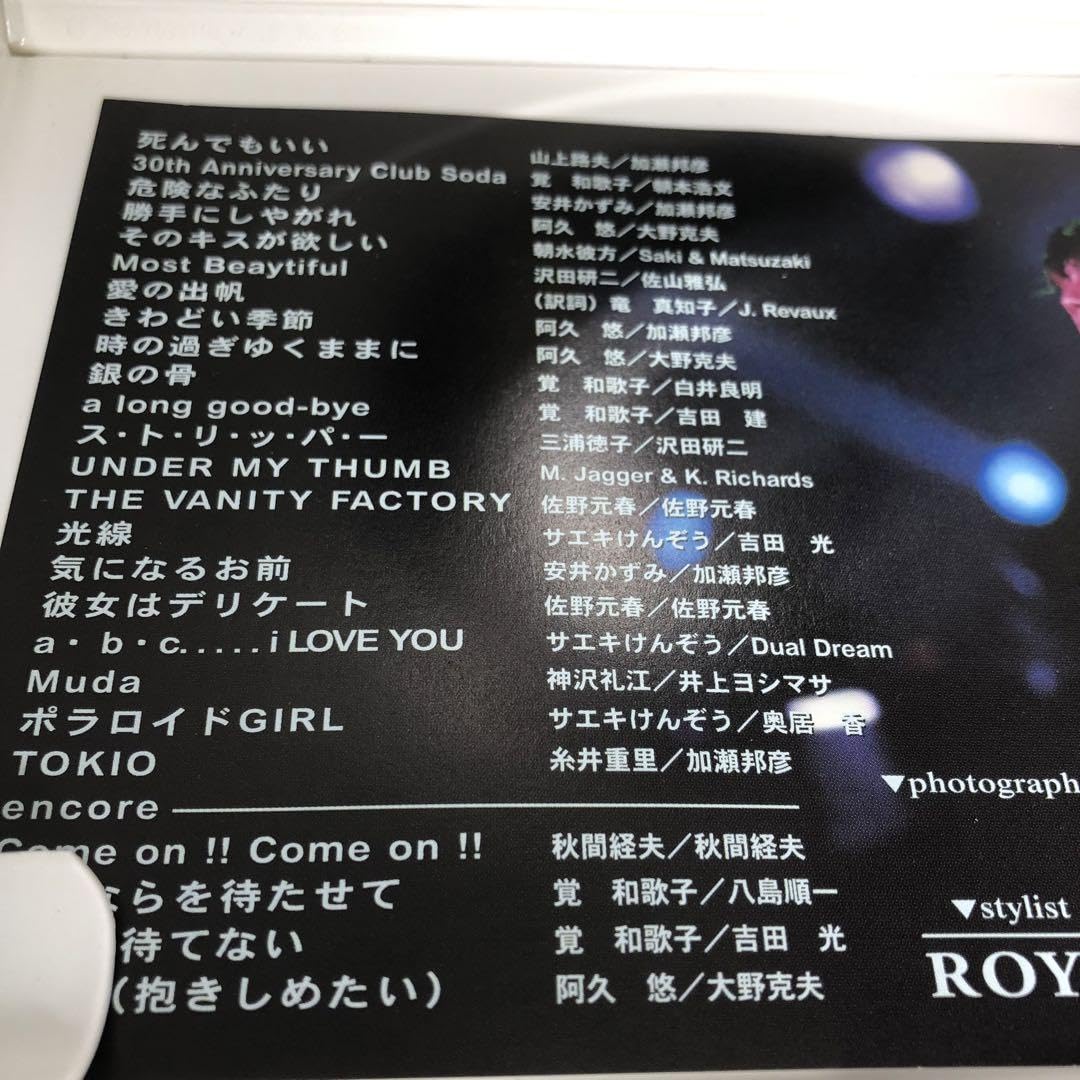 死んでもいい 山上路夫／加瀬邦彦
30th Anniversary Club Soda 覚 和歌子／朝本浩文
危険なふたり 安井かずみ／加瀬邦彦
勝手にしやがれ 阿久 悠／大野克夫
そのキスが欲しい 朝水彼方／Saki & Matsuzaki
Most Beaytiful 沢田研二／佐山雅弘
愛の出帆 （訳詞）竜 真知子／J. Revaux
きわどい季節 阿久 悠／加瀬邦彦
時の過ぎゆくままに 阿久 悠／大野克夫
銀の骨 覚 和歌子／白井良明
a long good-bye 覚 和歌子／吉田 建
ス・ト・リ・ッ・パ・ー 三浦徳子／沢田研二
UNDER MY THUMB M. Jagger & K. Richards
THE VANITY FACTORY 佐野元春／佐野元春
光線 サエキけんぞう／吉田 光
気になるお前 安井かずみ／加瀬邦彦
彼女はデリケート 佐野元春／佐野元春
a・b・c.....i LOVE YOU サエキけんぞう／Dual Dream
Muda 神沢礼江／井上ヨシマサ
ポラロイドGIRL サエキけんぞう／奥居 香
TOKIO 糸井重里／加瀬邦彦
encore
Come on !! Come on !! 秋間経夫／秋間経夫
ならを待たせて 覚 和歌子／八島順一
待てない 覚 和歌子／吉田 光
（抱きしめたい） 阿久 悠／大野克夫
▼photograph
▼stylist
ROY